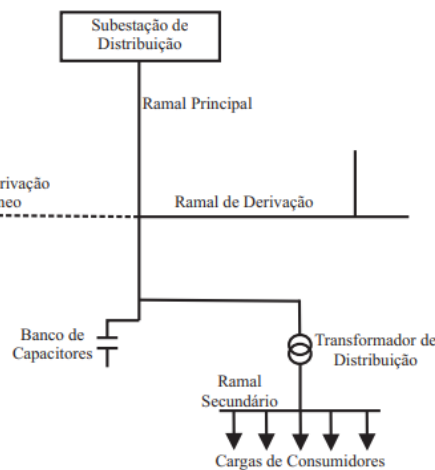 Subestação de
Distribuição
Ramal Principal
Ramal de Derivação
Banco de
Capacitores
Transformador de
Distribuição
Ramal
Secundário
Cargas de Consumidores